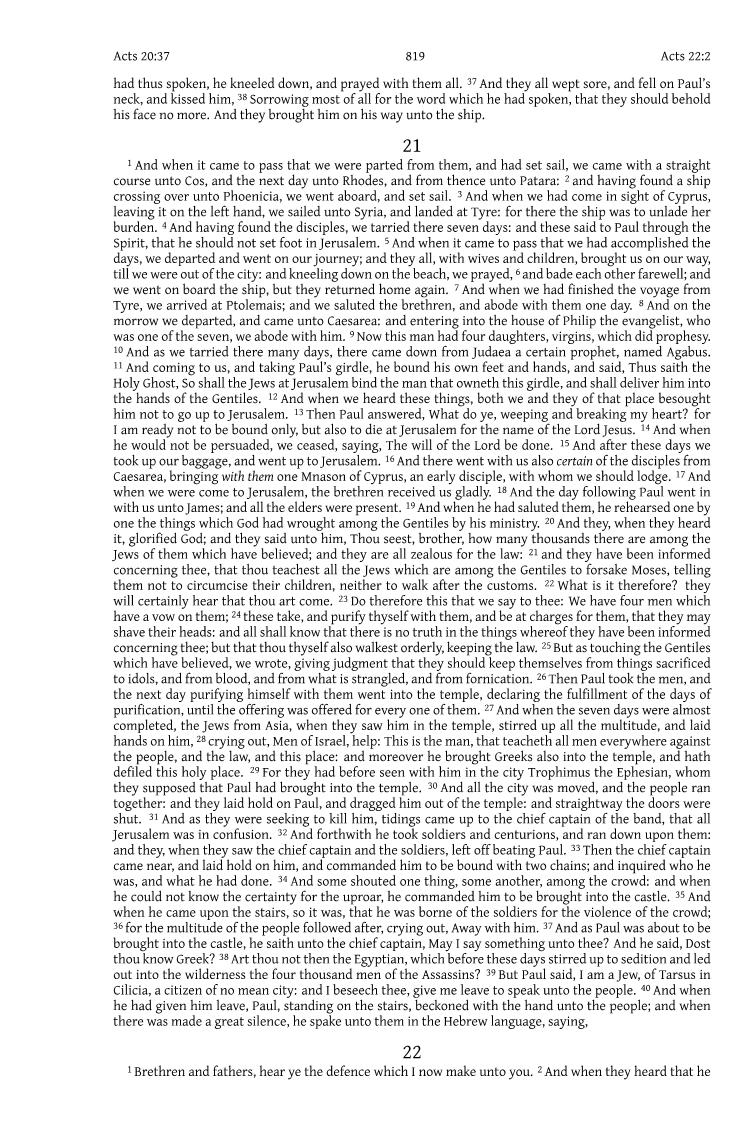 Acts 20:37 819 Acts 22:2
had thus spoken, he kneeled down, and prayed with them all. 37 And they all wept sore, and fell on Paul's
neck, and kissed him, 38 Sorrowing most of all for the word which he had spoken, that they should behold
his face no more. And they brought him on his way unto the ship.
21
1 And when it came to pass that we were parted from them, and had set sail, we came with a straight
course unto Cos, and the next day unto Rhodes, and from thence unto Patara: 2 and having found a ship
crossing over unto Phoenicia, we went aboard, and set sail. 3 And when we had come in sight of Cyprus,
leaving it on the left hand, we sailed unto Syria, and landed at Tyre: for there the ship was to unlade her
burden. 4 And having found the disciples, we tarried there seven days: and these said to Paul through the
Spirit, that he should not set foot in Jerusalem. 5 And when it came to pass that we had accomplished the
days, we departed and went on our journey; and they all, with wives and children, brought us on our way,
till we were out of the city: and kneeling down on the beach, we prayed, 6 and bade each other farewell; and
we went on board the ship, but they returned home again. 7 And when we had finished the voyage from
Tyre, we arrived at Ptolemais; and we saluted the brethren, and abode with them one day. 8 And on the
morrow we departed, and came unto Caesarea: and entering into the house of Philip the evangelist, who
was one of the seven, we abode with him. 9 Now this man had four daughters, virgins, which did prophesy.
10 And as we tarried there many days, there came down from Judaea a certain prophet, named Agabus.
11 And coming to us, and taking Paul's girdle, he bound his own feet and hands, and said, Thus saith the
Holy Ghost, So shall the Jews at Jerusalem bind the man that owneth this girdle, and shall deliver him into
the hands of the Gentiles. 12 And when we heard these things, both we and they of that place besought
him not to go up to Jerusalem. 13 Then Paul answered, What do ye, weeping and breaking my heart? for
I am ready not to be bound only, but also to die at Jerusalem for the name of the Lord Jesus. 14 And when
he would not be persuaded, we ceased, saying, The will of the Lord be done. 15 And after these days we
took up our baggage, and went up to Jerusalem. 16 And there went with us also certain of the disciples from
Caesarea, bringing with them one Mnason of Cyprus, an early disciple, with whom we should lodge. 17 And
when we were come to Jerusalem, the brethren received us gladly. 18 And the day following Paul went in
with us unto James; and all the elders were present. 19 And when he had saluted them, he rehearsed one by
one the things which God had wrought among the Gentiles by his ministry. 20 And they, when they heard
it, glorified God; and they said unto him, Thou seest, brother, how many thousands there are among the
Jews of them which have believed; and they are all zealous for the law: 21 and they have been informed
concerning thee, that thou teachest all the Jews which are among the Gentiles to forsake Moses, telling
them not to circumcise their children, neither to walk after the customs. 22 What is it therefore? they
will certainly hear that thou art come. 23 Do therefore this that we say to thee: We have four men which
have a vow on them; 24 these take, and purify thyself with them, and be at charges for them, that they may
shave their heads: and all shall know that there is no truth in the things whereof they have been informed
concerning thee; but that thou thyself also walkest orderly, keeping the law. 25 But as touching the Gentiles
which have believed, we wrote, giving judgment that they should keep themselves from things sacrificed
to idols, and from blood, and from what is strangled, and from fornication. 26 Then Paul took the men, and
the next day purifying himself with them went into the temple, declaring the fulfillment of the days of
purification, until the offering was offered for every one of them. 27 And when the seven days were almost
completed, the Jews from Asia, when they saw him in the temple, stirred up all the multitude, and laid
hands on him, 28 crying out, Men of Israel, help: This is the man, that teacheth all men everywhere against
the people, and the law, and this place: and moreover he brought Greeks also into the temple, and hath
defiled this holy place. 29 For they had before seen with him in the city Trophimus the Ephesian, whom
they supposed that Paul had brought into the temple. 30 And all the city was moved, and the people ran
together: and they laid hold on Paul, and dragged him out of the temple: and straightway the doors were
shut. 31 And as they were seeking to kill him, tidings came up to the chief captain of the band, that all
Jerusalem was in confusion. 32 And forthwith he took soldiers and centurions, and ran down upon them:
and they, when they saw the chief captain and the soldiers, left off beating Paul. 33 Then the chief captain
came near, and laid hold on him, and commanded him to be bound with two chains; and inquired who he
was, and what he had done. 34 And some shouted one thing, some another, among the crowd: and when
he could not know the certainty for the uproar, he commanded him to be brought into the castle. 35 And
when he came upon the stairs, so it was, that he was borne of the soldiers for the violence of the crowd;
36 for the multitude of the people followed after, crying out, Away with him. 37 And as Paul was about to be
brought into the castle, he saith unto the chief captain, May I say something unto thee? And he said, Dost
thou know Greek? 38 Art thou not then the Egyptian, which before these days stirred up to sedition and led
out into the wilderness the four thousand men of the Assassins? 39 But Paul said, I am a Jew, of Tarsus in
Cilicia, a citizen of no mean city: and I beseech thee, give me leave to speak unto the people. 40 And when
he had given him leave, Paul, standing on the stairs, beckoned with the hand unto the people; and when
there was made a great silence, he spake unto them in the Hebrew language, saying,
22
1 Brethren and fathers, hear ye the defence which I now make unto you. 2 And when they heard that he